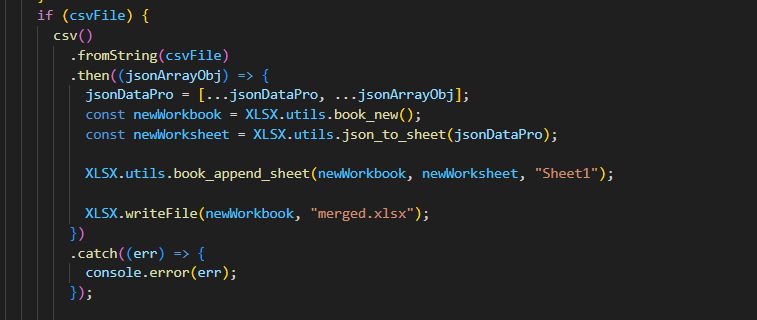 if (csvFile) {
csv()
.fromString(csvFile)
.then((jsonArrayObj) => {
jsonDataPro = [...jsonDataPro, ...jsonArrayObj];
const newWorkbook = XLSX.utils.book_new();
const newWorksheet = XLSX.utils.json_to_sheet(jsonDataPro);
XLSX.utils.book_append_sheet(newWorkbook, newWorksheet, "Sheet1");
XLSX.writeFile(newWorkbook, "merged.xlsx");
})
.catch((err) => {
console.error(err);
});